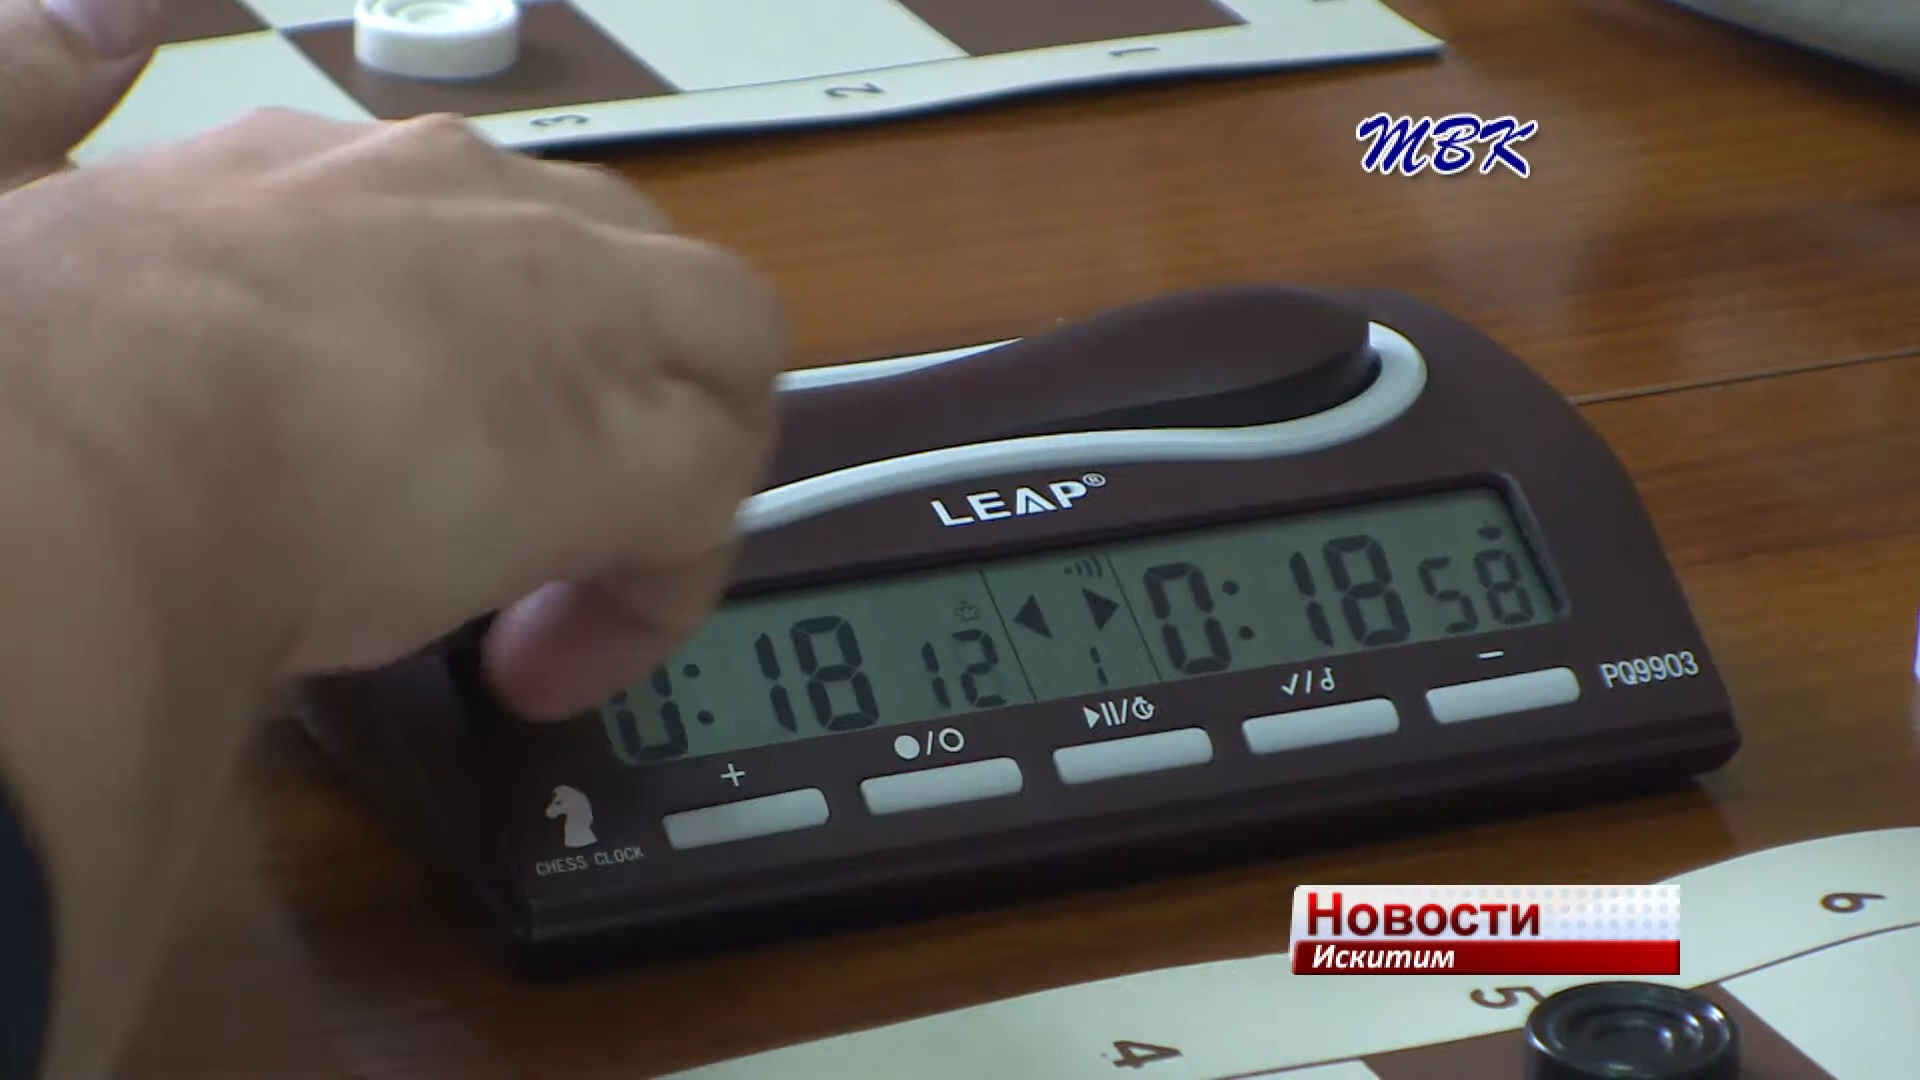 1
2
3
ТВК
LEAP®
0:18 12
1
0:18 58
PQ9903
+
●/○
▶II/⏱
✓/♪
–
CHESS CLOCK
Новости
Искитим
6
5
4